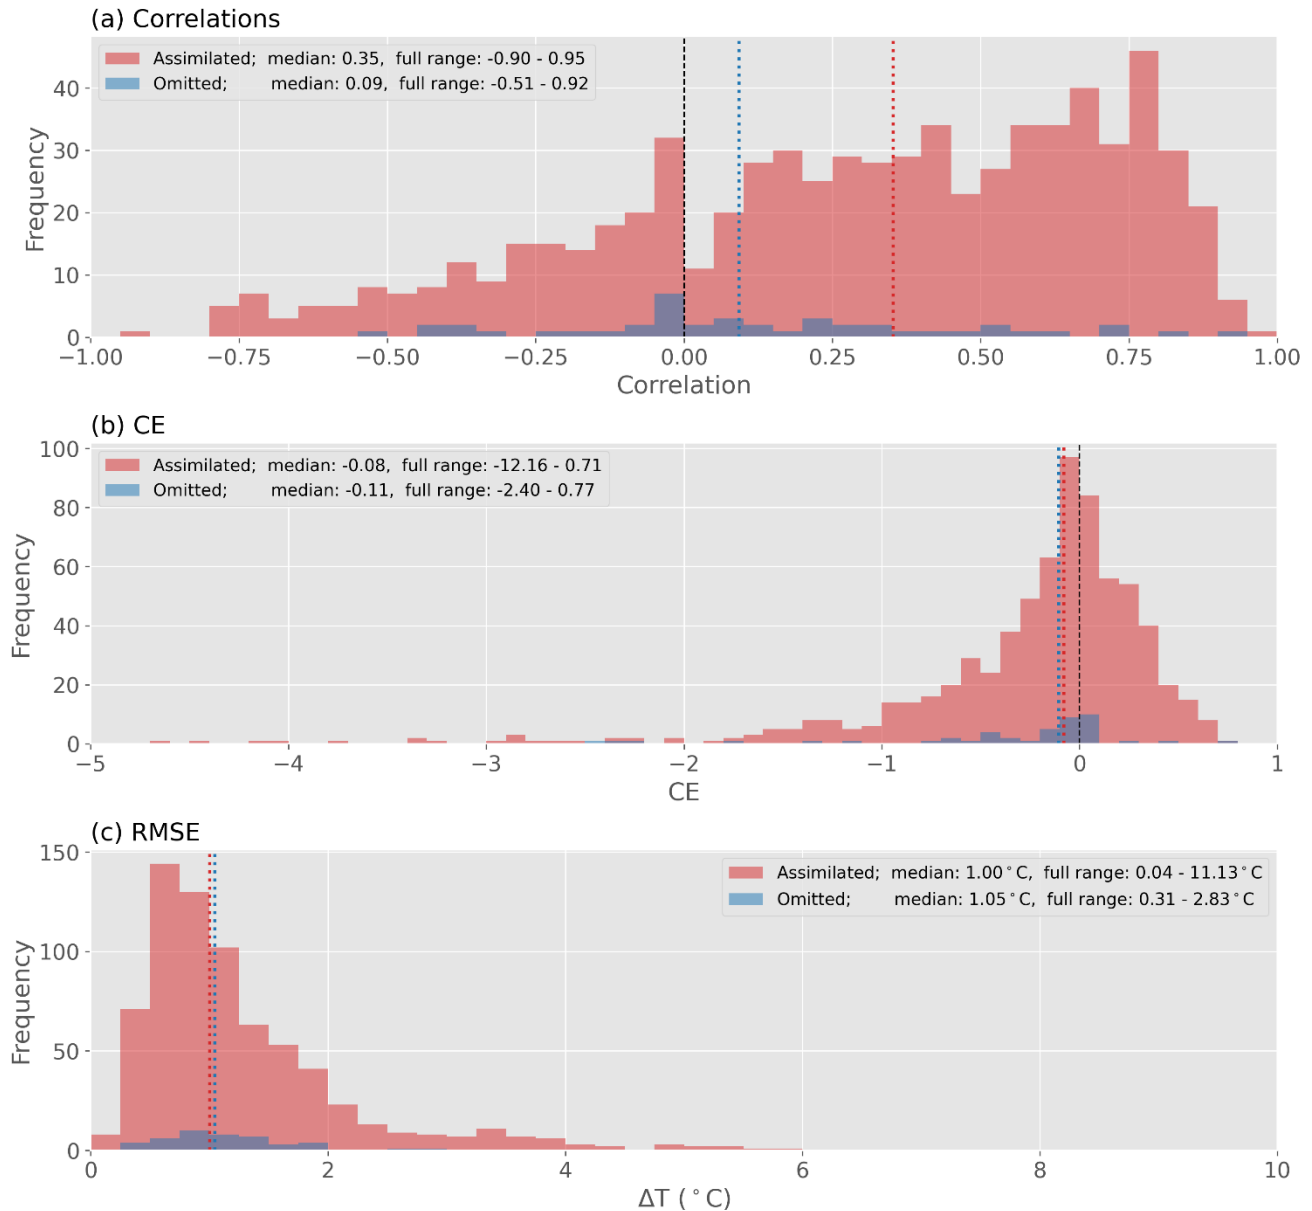 (a) Correlations
Assimilated; median: 0.35, full range: -0.90 - 0.95
Omitted; median: 0.09, full range: -0.51 - 0.92
Frequency
40
30
20
10
0
−1.00 −0.75 −0.50 −0.25 0.00 0.25 0.50 0.75 1.00
Correlation
(b) CE
Assimilated; median: -0.08, full range: -12.16 - 0.71
Omitted; median: -0.11, full range: -2.40 - 0.77
Frequency
100
80
60
40
20
0
−5 −4 −3 −2 −1 0 1
CE
(c) RMSE
Assimilated; median: 1.00°C, full range: 0.04 - 11.13°C
Omitted; median: 1.05°C, full range: 0.31 - 2.83°C
Frequency
150
100
50
0
0 2 4 6 8 10
ΔT (°C)